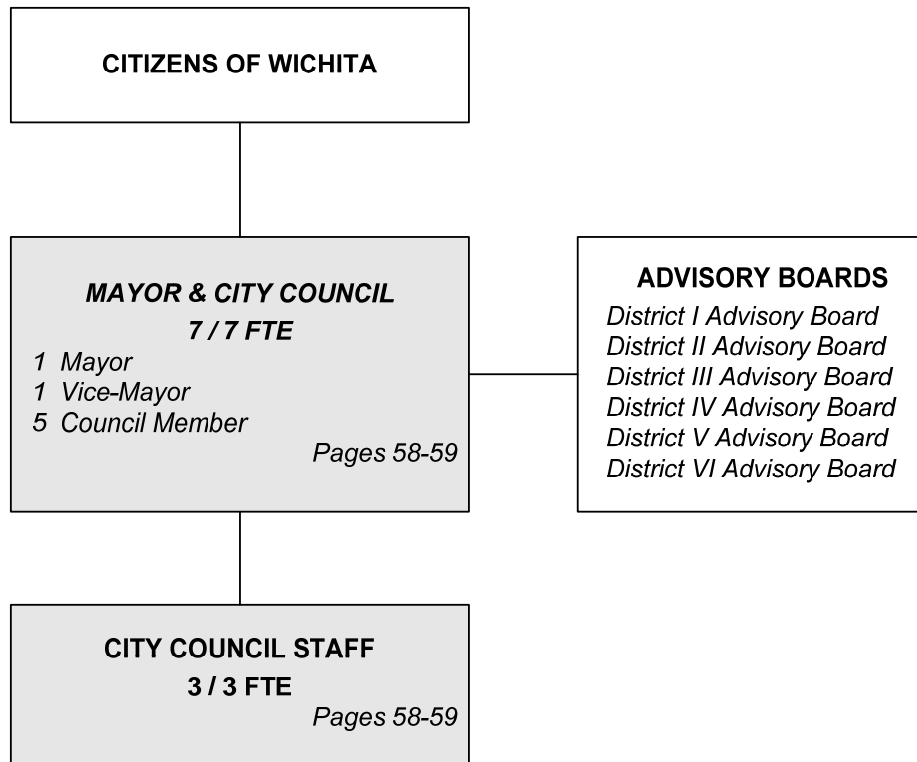 CITIZENS OF WICHITA
MAYOR & CITY COUNCIL
7 / 7 FTE
1 Mayor
1 Vice-Mayor
5 Council Member
Pages 58-59
ADVISORY BOARDS
District I Advisory Board
District II Advisory Board
District III Advisory Board
District IV Advisory Board
District V Advisory Board
District VI Advisory Board
CITY COUNCIL STAFF
3 / 3 FTE
Pages 58-59